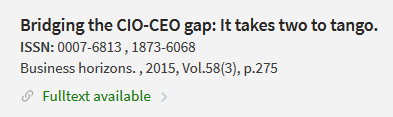 Bridging the CIO-CEO gap: It takes two to tango.
ISSN: 0007-6813 , 1873-6068
Business horizons. , 2015, Vol.58(3), p.275
Fulltext available